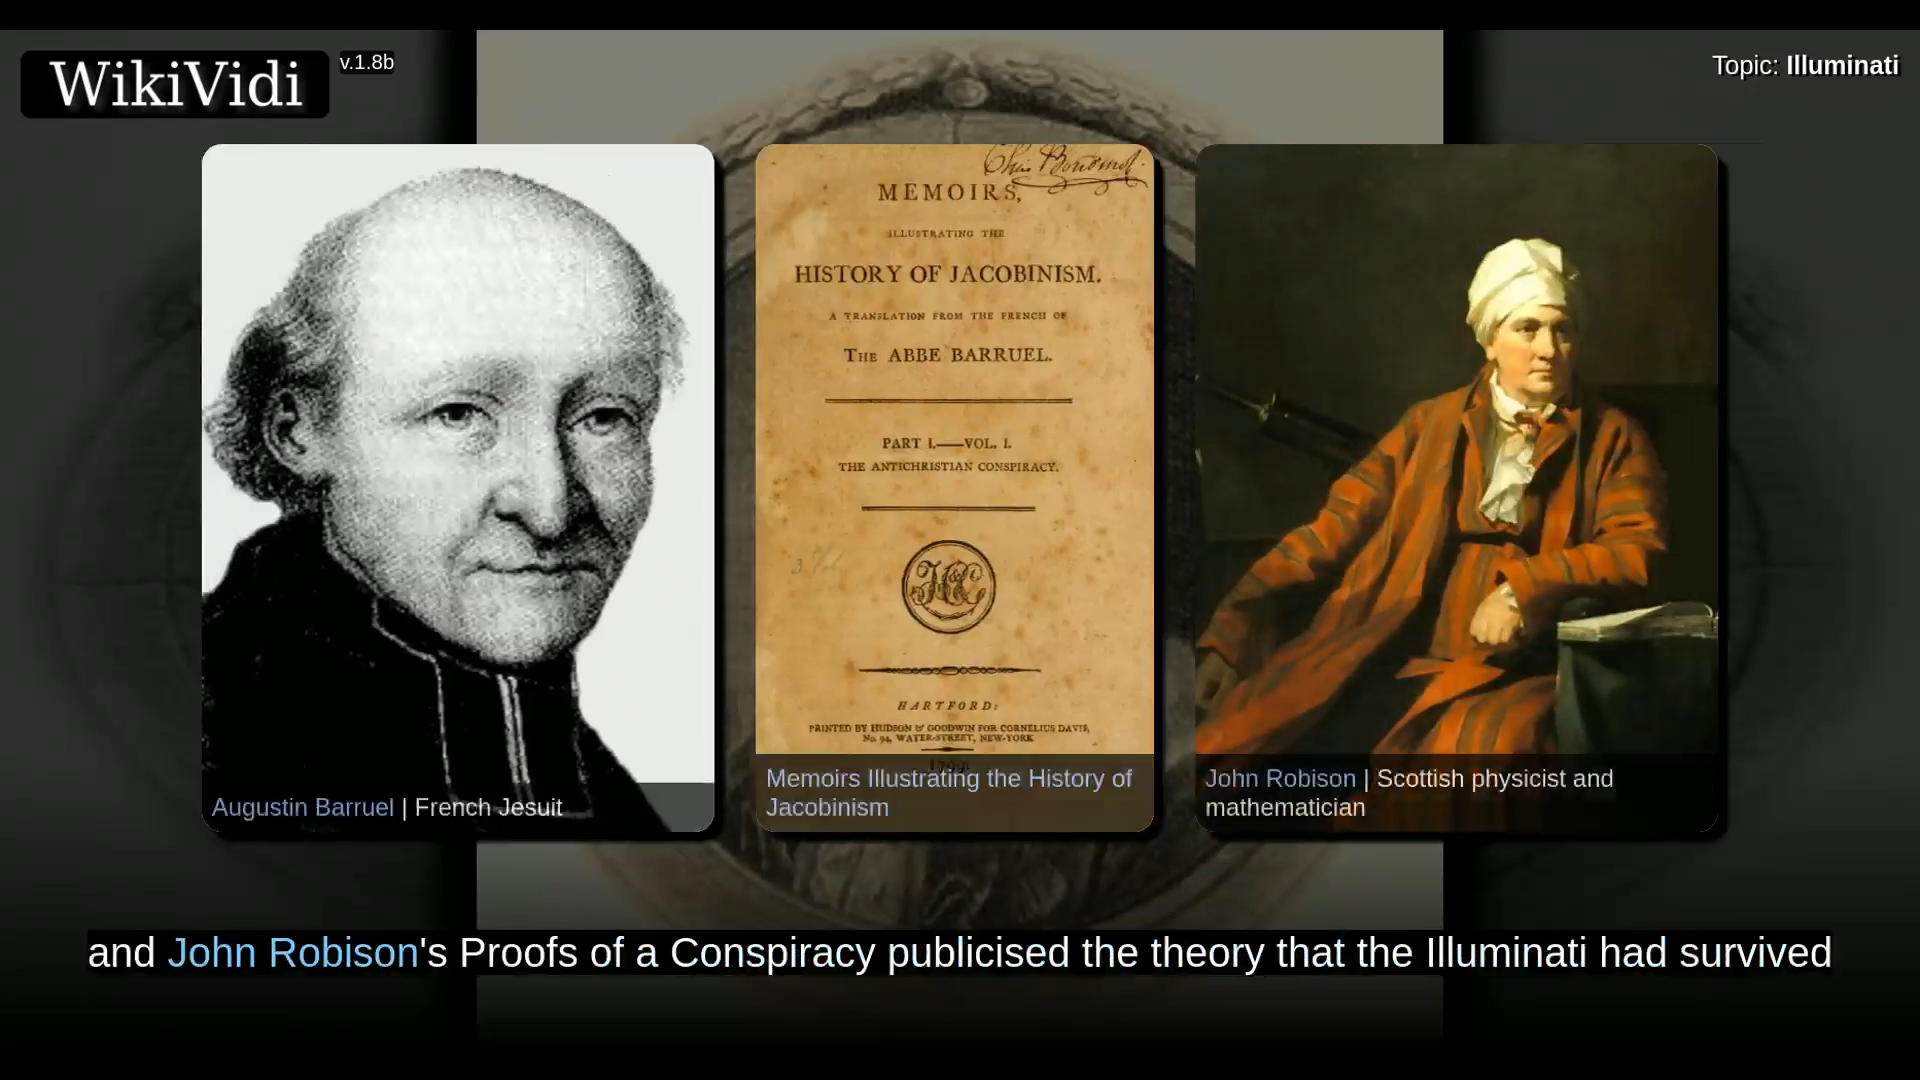 WikiVidi
v.1.8b
Topic: Illuminati
MEMOIRS,
ILLUSTRATING THE
HISTORY OF JACOBINISM.
A TRANSLATION FROM THE FRENCH OF
THE ABBE BARRUEL.
PART I.—VOL. I.
THE ANTICHRISTIAN CONSPIRACY.
HARTFORD:
PRINTED BY HUDSON & GOODWIN FOR CORNELIUS DAVIS,
No. 94, WATER-STREET, NEW-YORK
1799.
Augustin Barruel | French Jesuit
Memoirs Illustrating the History of
Jacobinism
John Robison | Scottish physicist and
mathematician
and John Robison's Proofs of a Conspiracy publicised the theory that the Illuminati had survived